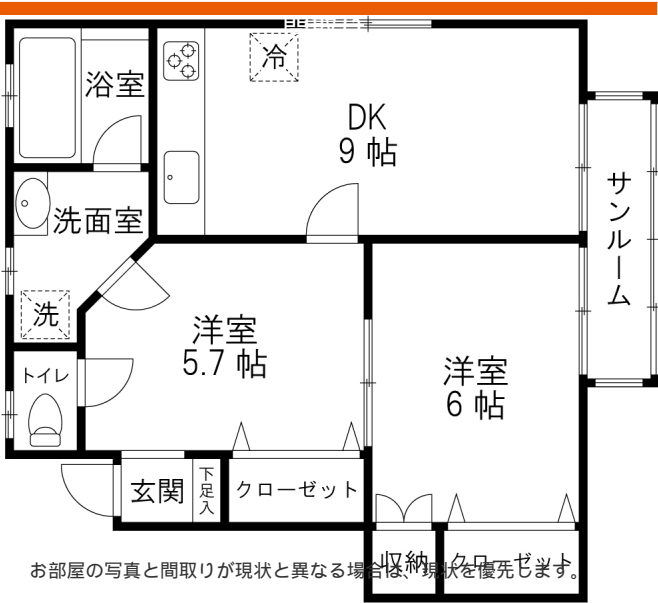 浴室
冷
DK
9 帖
サンルーム
洗面室
洗
洋室
5.7 帖
洋室
6 帖
トイレ
玄関
下足入
クローゼット
収納
クローゼット
お部屋の写真と間取りが現状と異なる場合は、現状を優先します。